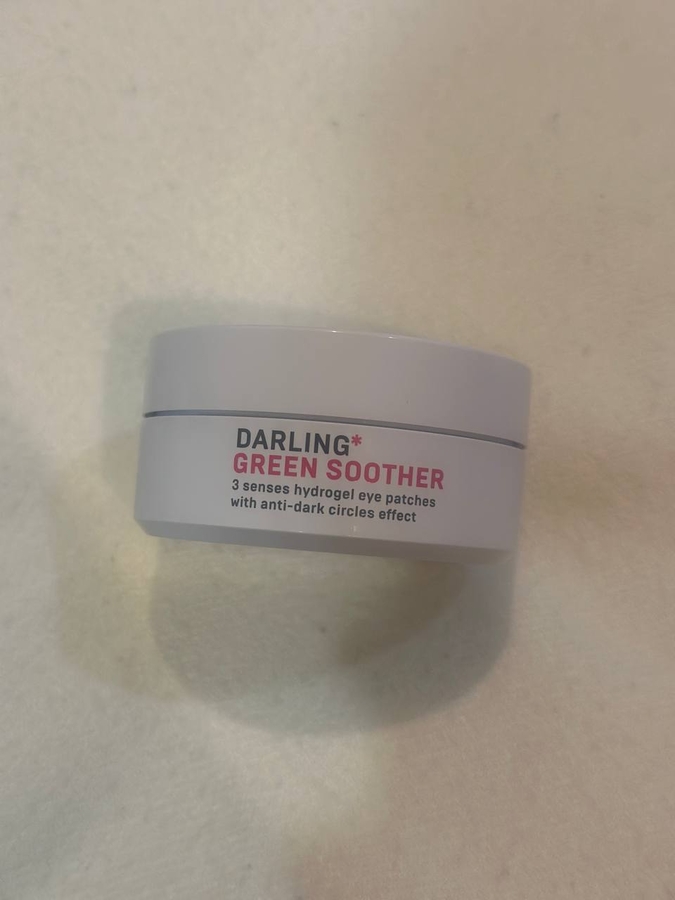 DARLING*
GREEN SOOTHER
3 senses hydrogel eye patches
with anti-dark circles effect